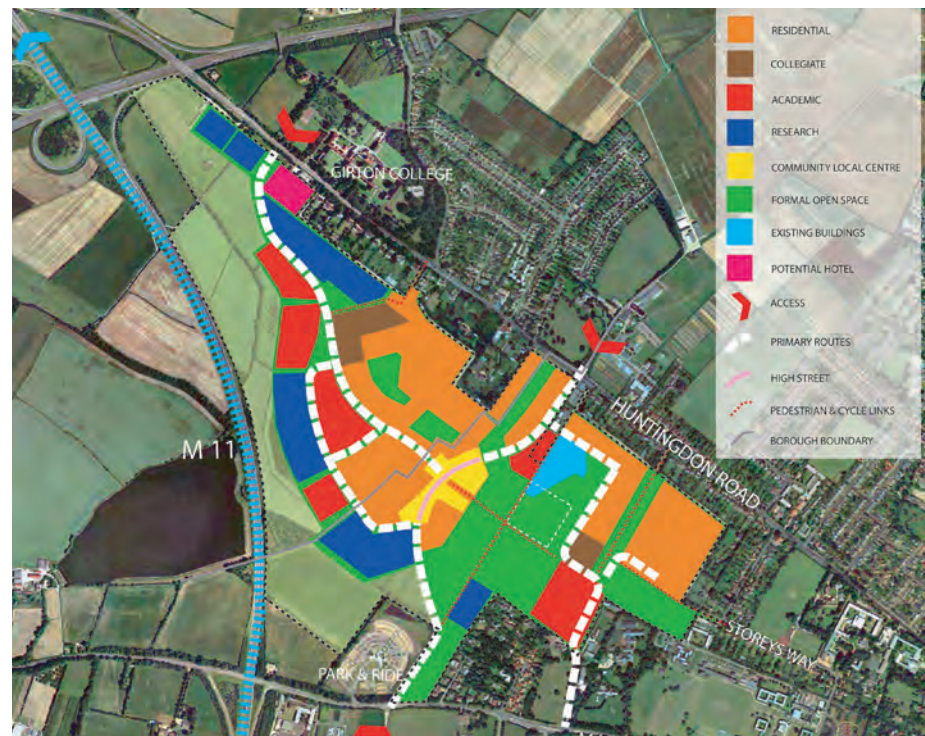 RESIDENTIAL
COLLEGIATE
ACADEMIC
RESEARCH
COMMUNITY LOCAL CENTRE
FORMAL OPEN SPACE
EXISTING BUILDINGS
POTENTIAL HOTEL
ACCESS
PRIMARY ROUTES
HIGH STREET
PEDESTRIAN & CYCLE LINKS
BOROUGH BOUNDARY
GIRTON COLLEGE
HUNTINGDON ROAD
M 11
STOREYS WAY
PARK & RIDE